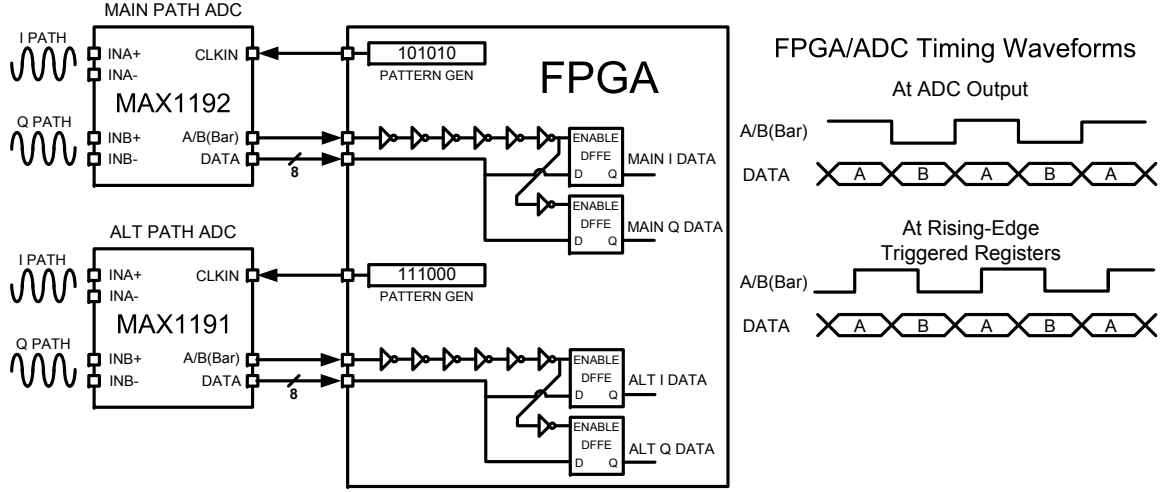 MAIN PATH ADC
I PATH
INA+
INA-
CLKIN
MAX1192
Q PATH
INB+
INB-
A/B(Bar)
DATA
8
101010
PATTERN GEN
FPGA
ENABLE
DFFE
D Q
MAIN I DATA
ENABLE
DFFE
D Q
MAIN Q DATA
ALT PATH ADC
I PATH
INA+
INA-
CLKIN
MAX1191
Q PATH
INB+
INB-
A/B(Bar)
DATA
8
111000
PATTERN GEN
ENABLE
DFFE
D Q
ALT I DATA
ENABLE
DFFE
D Q
ALT Q DATA
FPGA/ADC Timing Waveforms
At ADC Output
A/B(Bar)
DATA A B A B A
At Rising-Edge
Triggered Registers
A/B(Bar)
DATA A B A B A